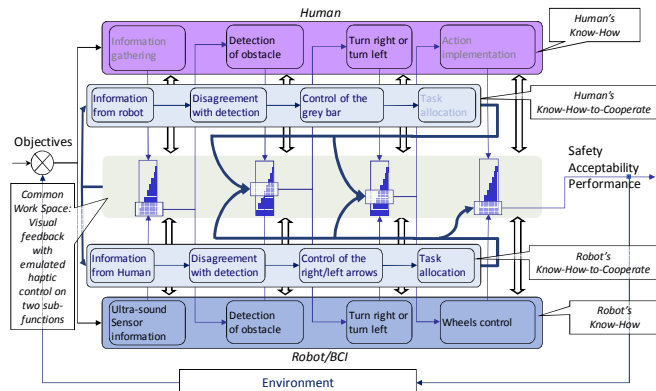 Human
Human's
Know-How
Information
gathering
Detection
of obstacle
Turn right or
turn left
Action
implementation
Human's
Know-How-to-Cooperate
Information
from robot
Disagreement
with detection
Control of the
grey bar
Task
allocation
Objectives
Safety
Acceptability
Performance
Common
Work Space:
Visual
feedback
with
emulated
haptic
control on
two sub-
functions
Information
from Human
Disagreement
with detection
Control of the
right/left arrows
Task
allocation
Robot's
Know-How-to-Cooperate
Ultra-sound
Sensor
information
Detection
of obstacle
Turn right or
turn left
Wheels control
Robot's
Know-How
Robot/BCI
Environment